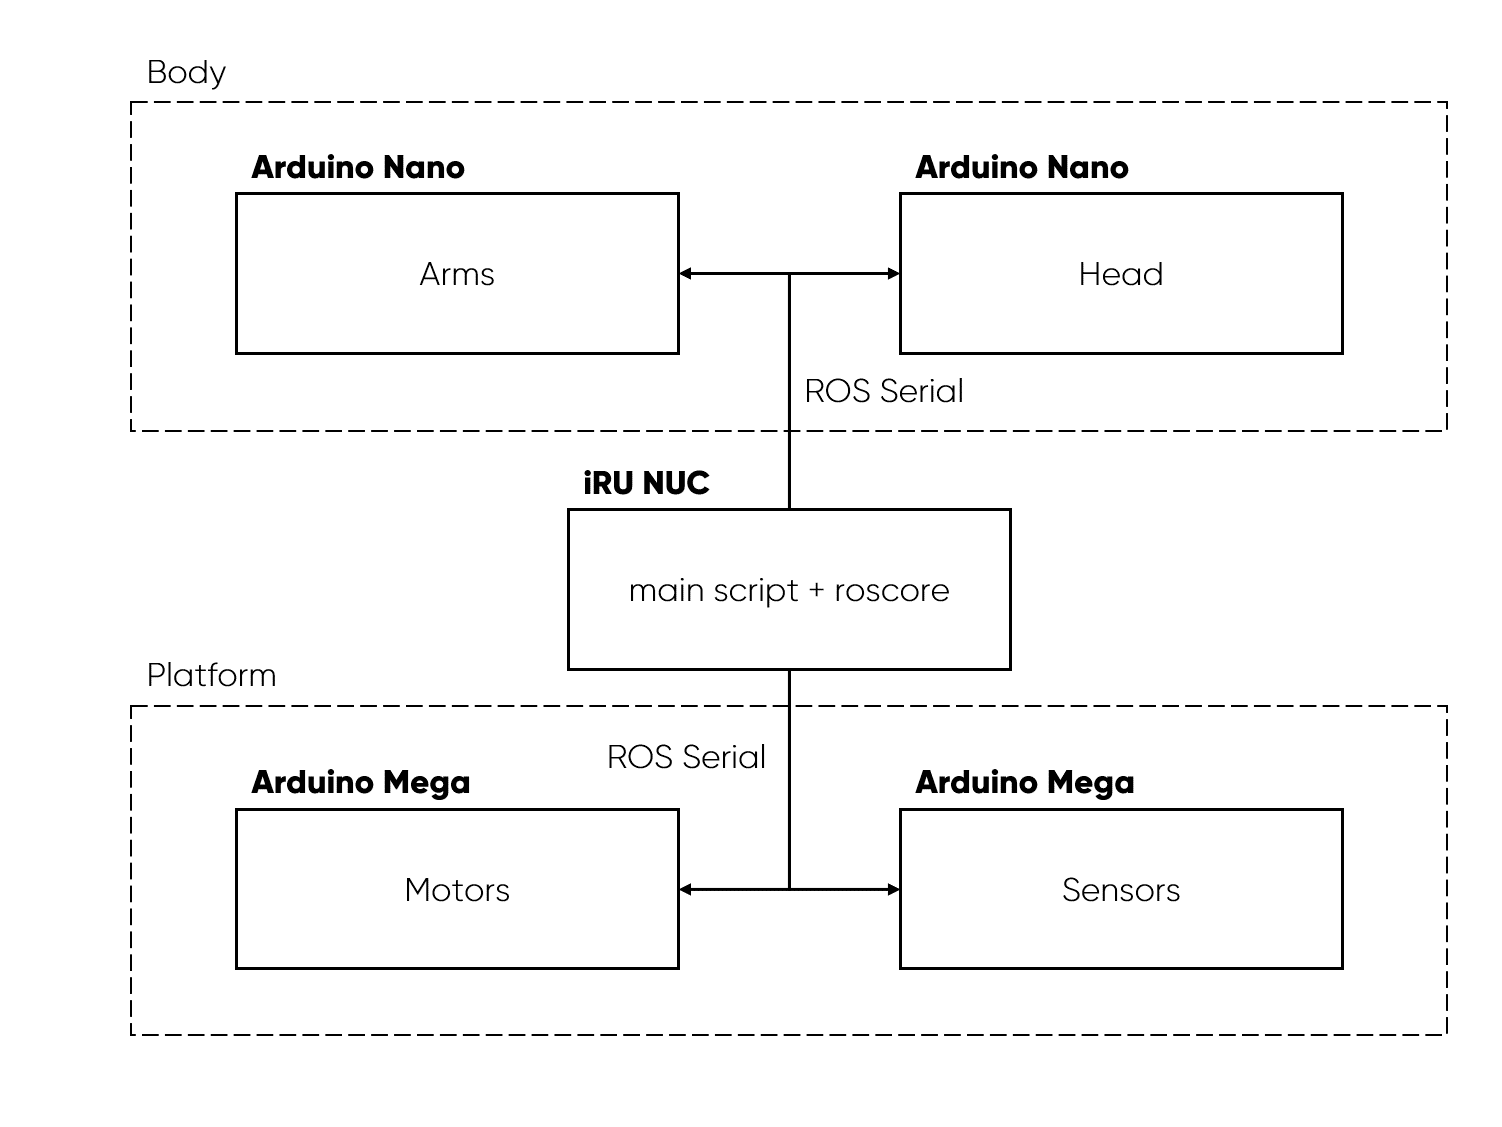 Body
Arduino Nano
Arduino Nano
Arms
Head
ROS Serial
iRU NUC
main script + roscore
Platform
ROS Serial
Arduino Mega
Arduino Mega
Motors
Sensors